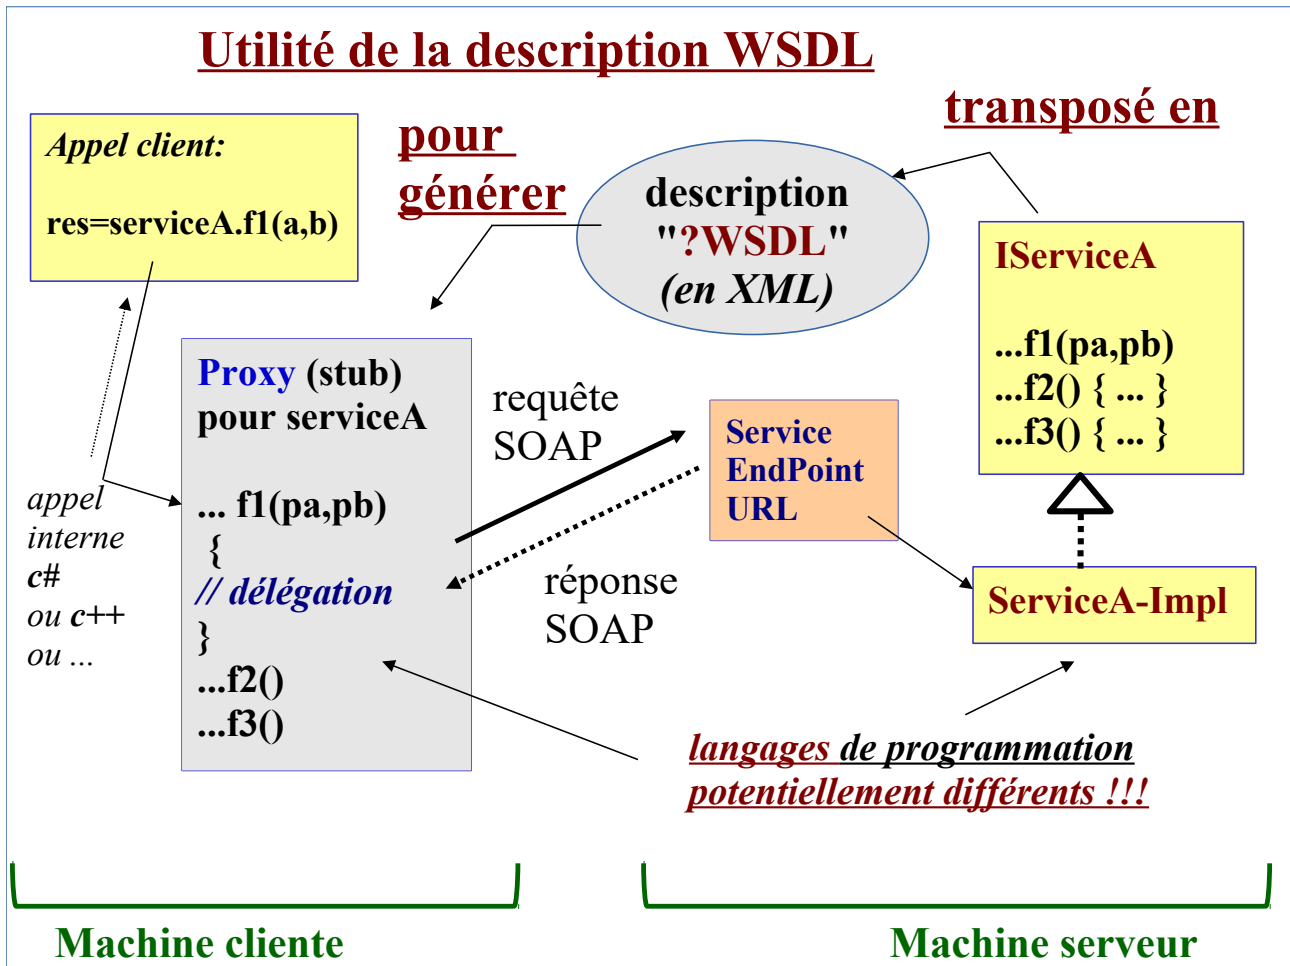 Utilité de la description WSDL
transposé en
pour
générer
Appel client:
res=serviceA.f1(a,b)
description
"?WSDL"
(en XML)
IServiceA
...f1(pa,pb)
...f2() { ... }
...f3() { ... }
Proxy (stub)
pour serviceA
... f1(pa,pb)
{
// délégation
}
...f2()
...f3()
requête
SOAP
réponse
SOAP
Service
EndPoint
URL
ServiceA-Impl
appel
interne
c#
ou c++
ou ...
langages de programmation
potentiellement différents !!!
Machine cliente
Machine serveur